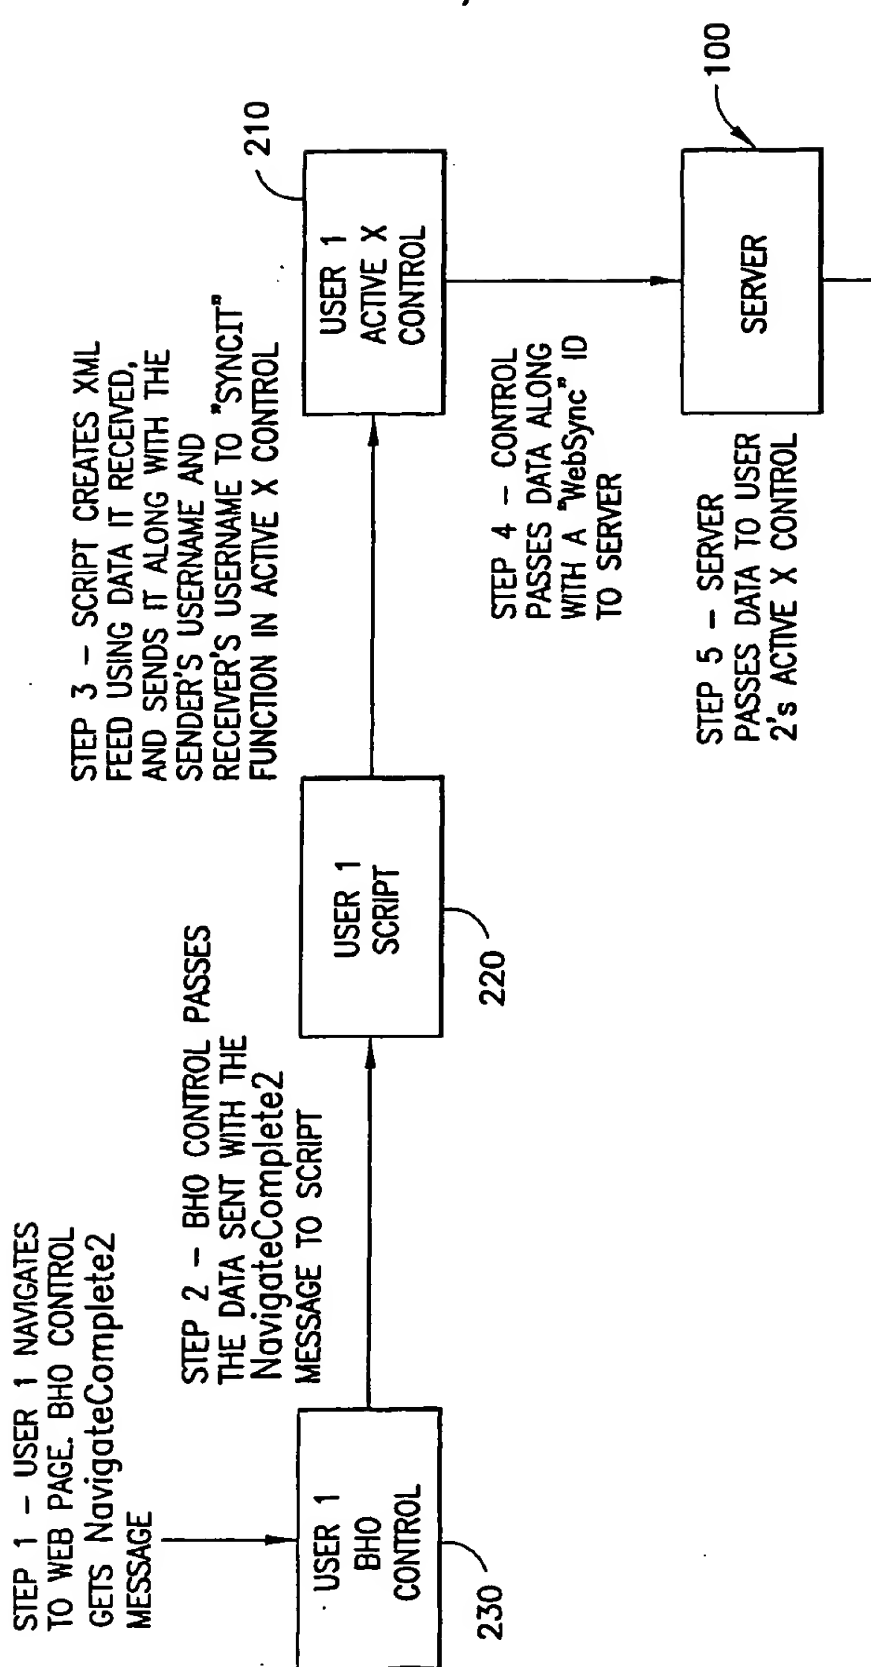 STEP 1 – USER 1 NAVIGATES
TO WEB PAGE. BHO CONTROL
GETS NavigateComplete2
MESSAGE
USER 1
BHO
CONTROL
230
STEP 2 – BHO CONTROL PASSES
THE DATA SENT WITH THE
NavigateComplete2
MESSAGE TO SCRIPT
USER 1
SCRIPT
220
STEP 3 – SCRIPT CREATES XML
FEED USING DATA IT RECEIVED,
AND SENDS IT ALONG WITH THE
SENDER'S USERNAME AND
RECEIVER'S USERNAME TO "SYNCIT"
FUNCTION IN ACTIVE X CONTROL
USER 1
ACTIVE X
CONTROL
210
STEP 4 – CONTROL
PASSES DATA ALONG
WITH A "WebSync" ID
TO SERVER
SERVER
100
STEP 5 – SERVER
PASSES DATA TO USER
2's ACTIVE X CONTROL